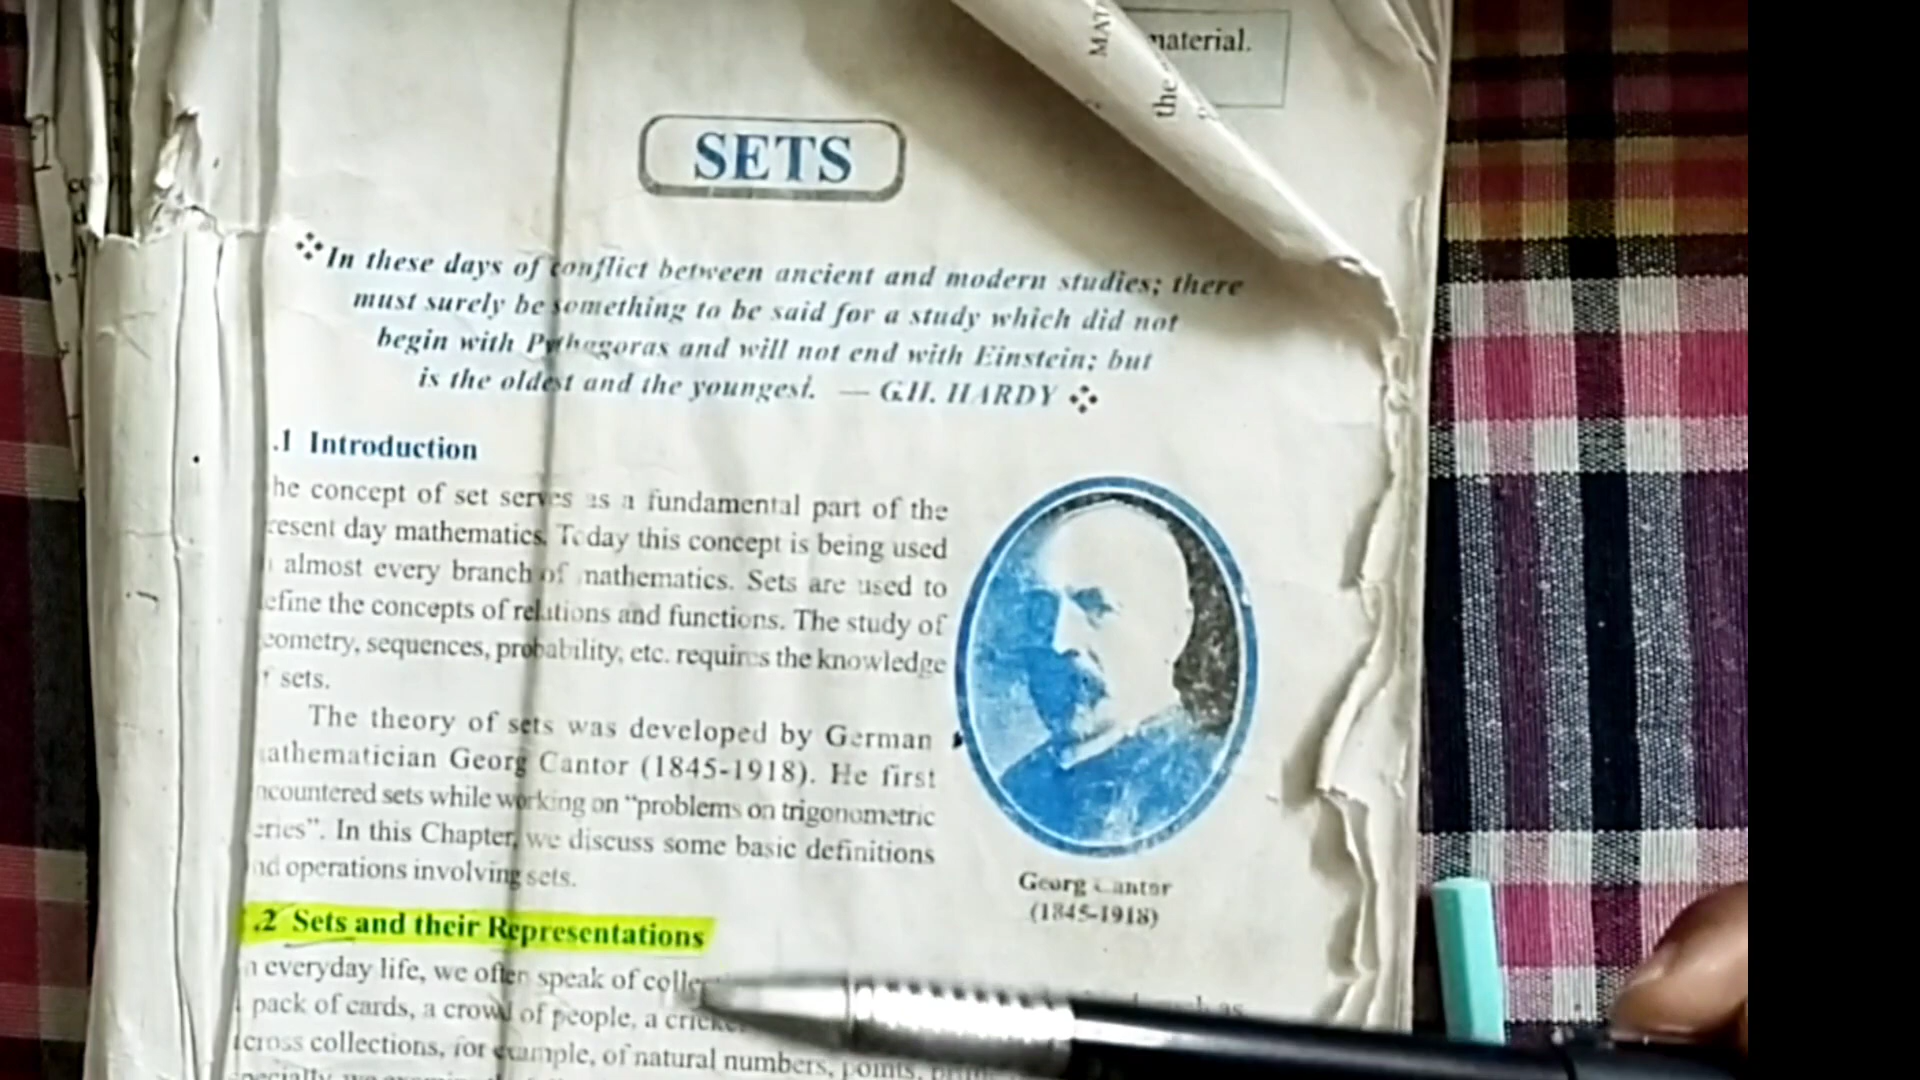 MAT
material.
the
SETS
In these days of conflict between ancient and modern studies; there
must surely be something to be said for a study which did not
begin with Pythagoras and will not end with Einstein; but
is the oldest and the youngest. — G.H. HARDY
.1 Introduction
he concept of set serves as a fundamental part of the
resent day mathematics. Today this concept is being used
almost every branch of mathematics. Sets are used to
efine the concepts of relations and functions. The study of
eometry, sequences, probability, etc. requires the knowledge
f sets.
The theory of sets was developed by German
athematician Georg Cantor (1845-1918). He first
ncountered sets while working on “problems on trigonometric
eries”. In this Chapter, we discuss some basic definitions
nd operations involving sets.
Georg Cantor
(1845-1918)
.2 Sets and their Representations
n everyday life, we often speak of colle
pack of cards, a crowd of people, a cricke
across collections, for example, of natural numbers, points,